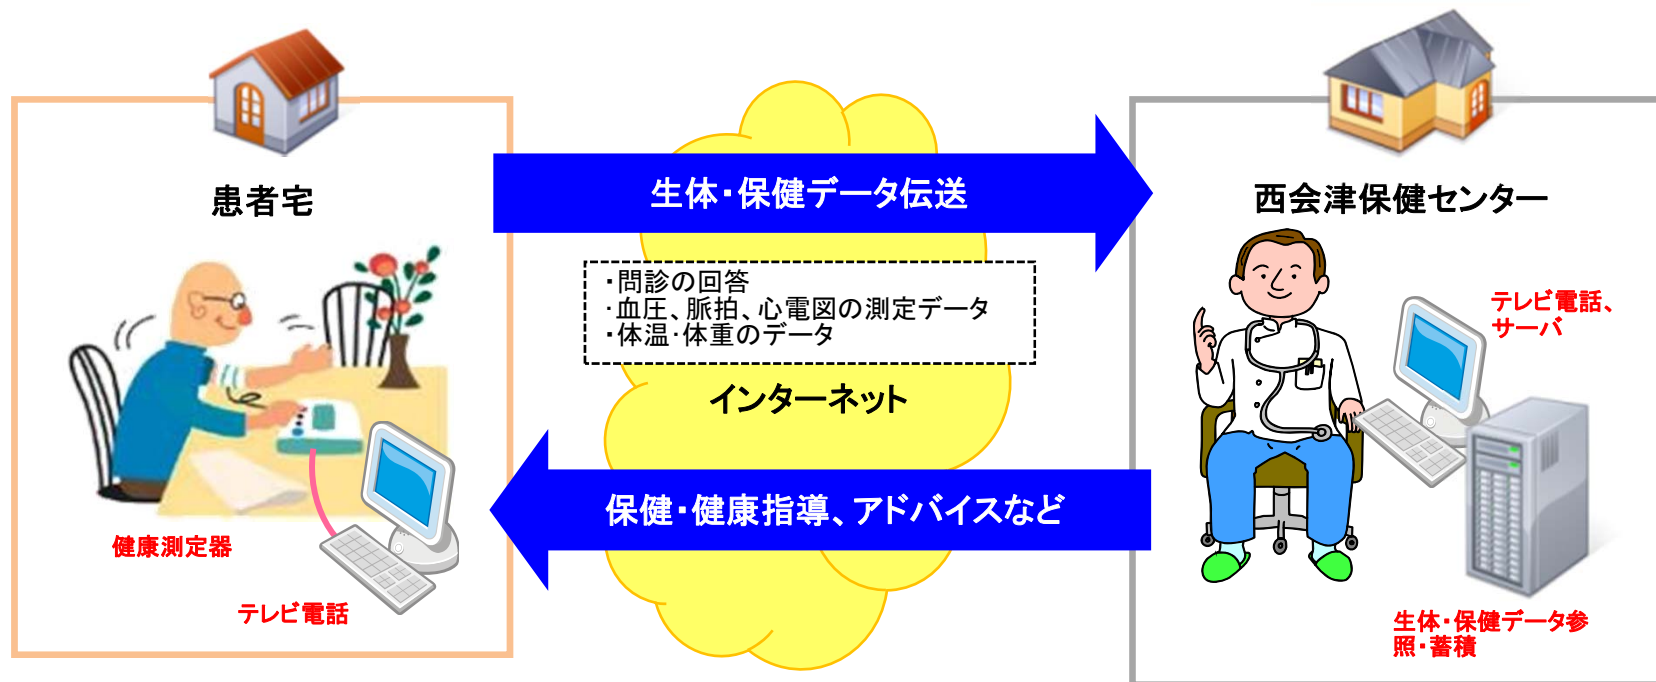 患者宅
健康測定器
テレビ電話
生体・保健データ伝送
・問診の回答
・血圧、脈拍、心電図の測定データ
・体温・体重のデータ
インターネット
保健・健康指導、アドバイスなど
西会津保健センター
テレビ電話、
サーバ
生体・保健データ参
照・蓄積